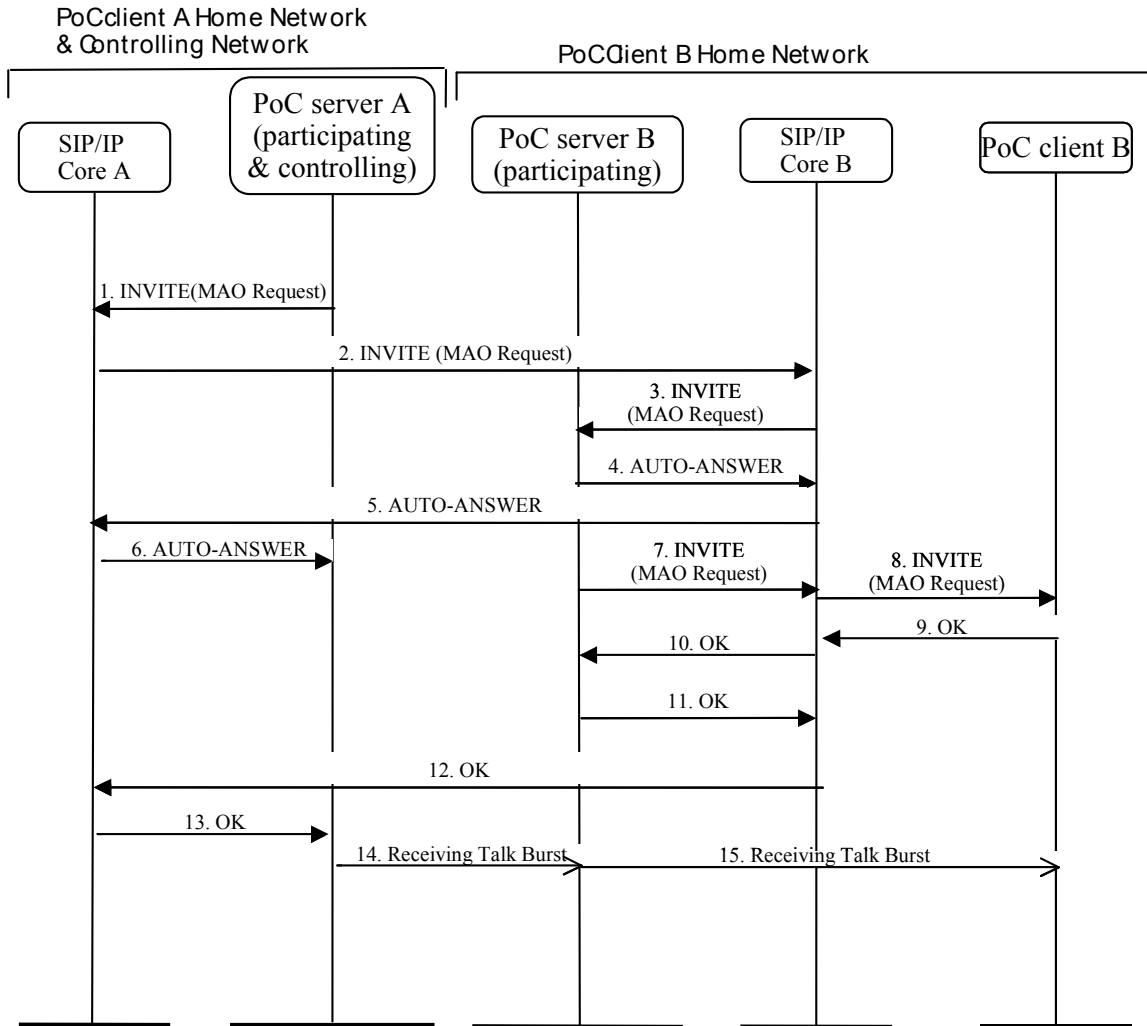 PoCclient A Home Network
& Controlling Network
PoCClient B Home Network
SIP/IP
Core A
PoC server A
(participating
& controlling)
PoC server B
(participating)
SIP/IP
Core B
PoC client B
1. INVITE(MAO Request)
2. INVITE (MAO Request)
3. INVITE
(MAO Request)
4. AUTO-ANSWER
5. AUTO-ANSWER
6. AUTO-ANSWER
7. INVITE
(MAO Request)
8. INVITE
(MAO Request)
9. OK
10. OK
11. OK
12. OK
13. OK
14. Receiving Talk Burst
15. Receiving Talk Burst